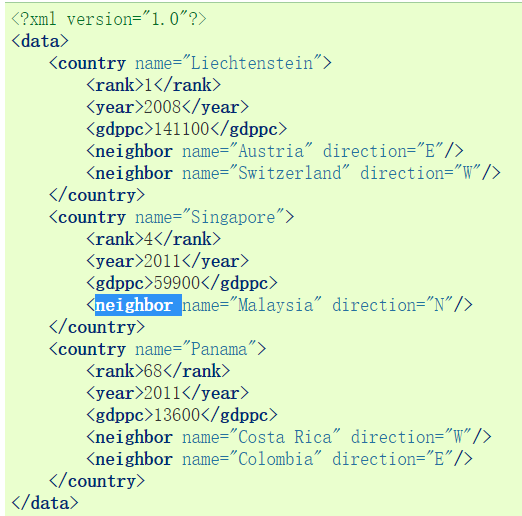 <?xml version="1.0"?>
<data>
    <country name="Liechtenstein">
        <rank>1</rank>
        <year>2008</year>
        <gdppc>141100</gdppc>
        <neighbor name="Austria" direction="E"/>
        <neighbor name="Switzerland" direction="W"/>
    </country>
    <country name="Singapore">
        <rank>4</rank>
        <year>2011</year>
        <gdppc>59900</gdppc>
        <neighbor name="Malaysia" direction="N"/>
    </country>
    <country name="Panama">
        <rank>68</rank>
        <year>2011</year>
        <gdppc>13600</gdppc>
        <neighbor name="Costa Rica" direction="W"/>
        <neighbor name="Colombia" direction="E"/>
    </country>
</data>